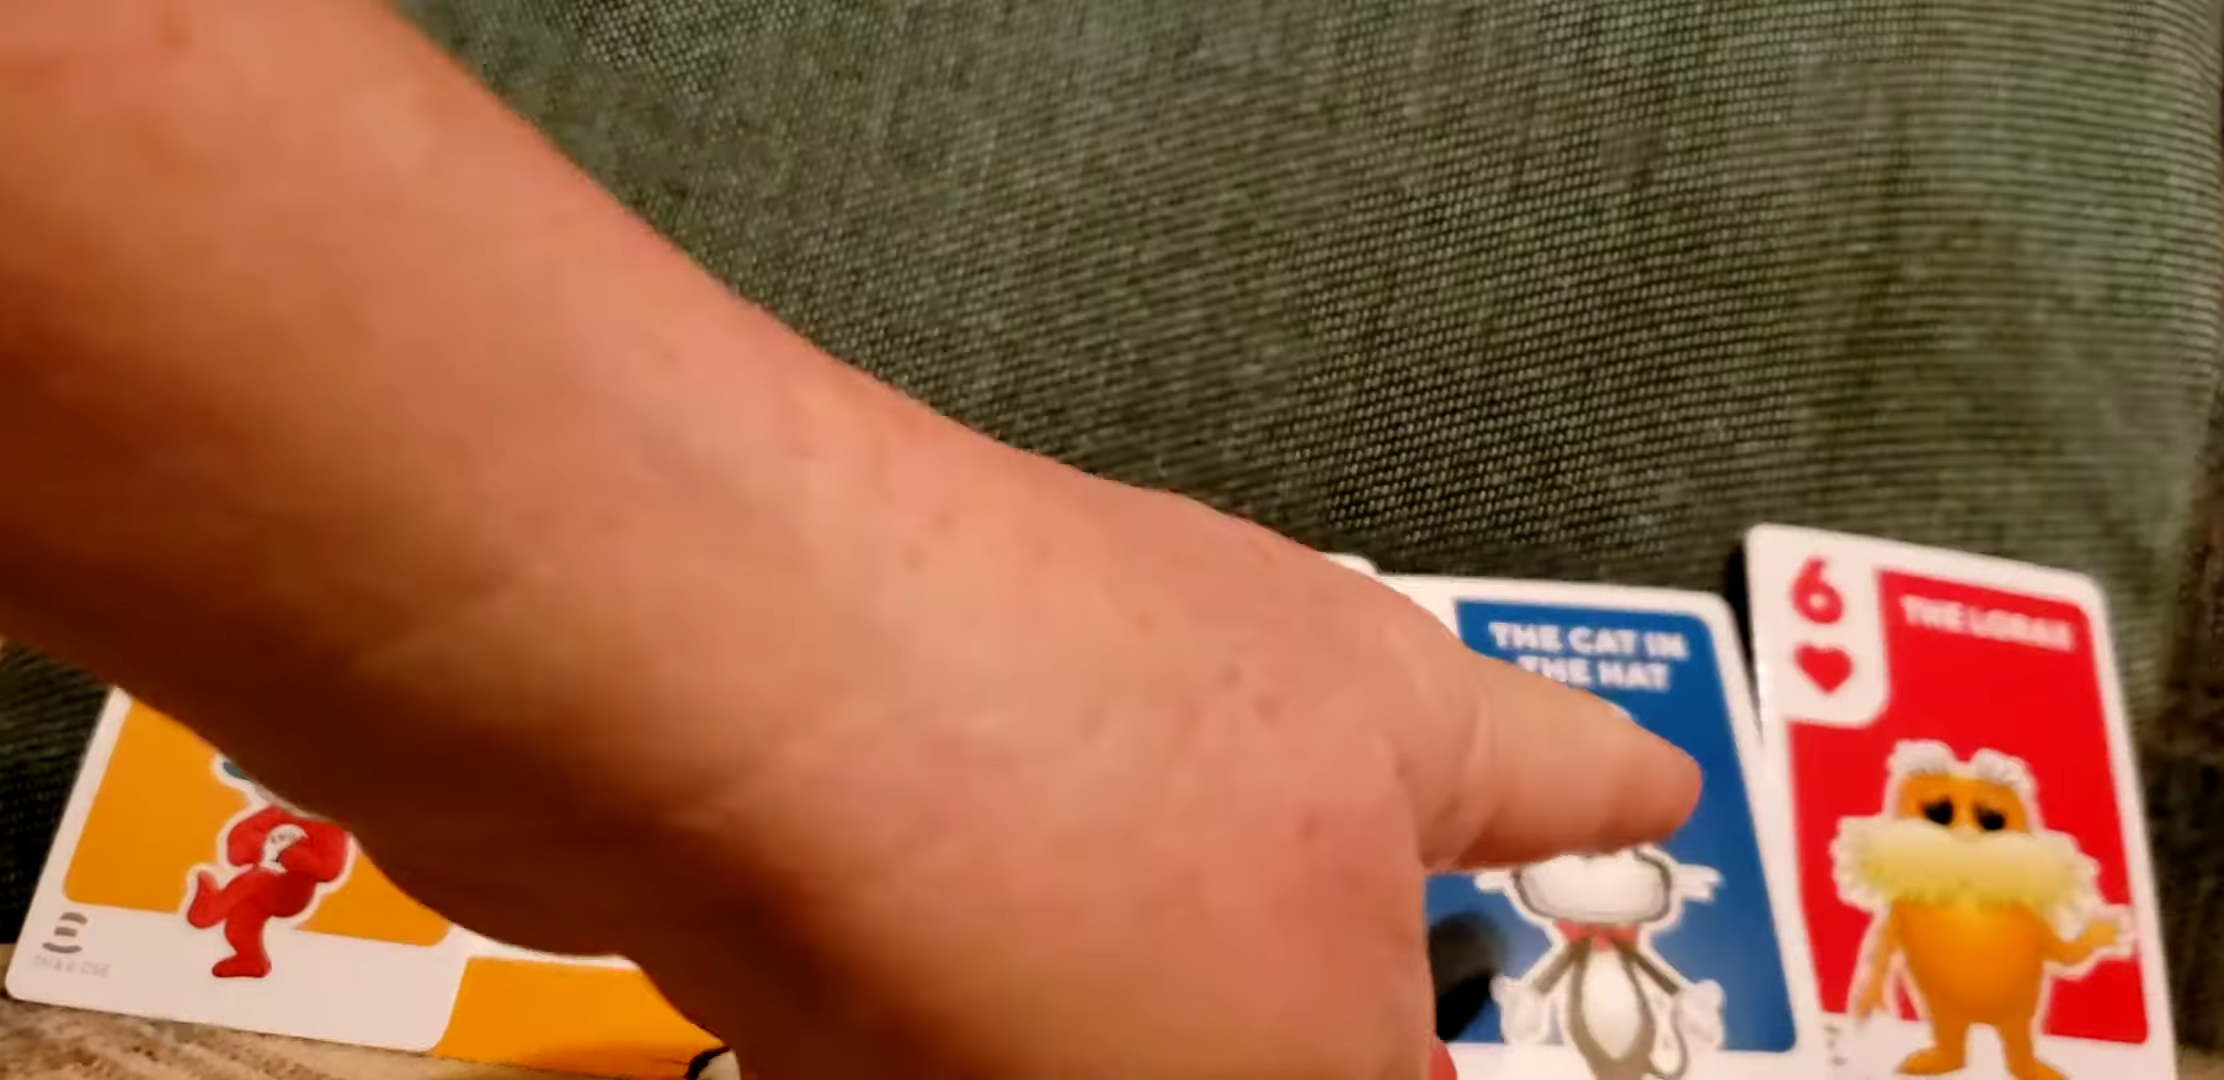 THE CAT IN
THE HAT
6
THE LORAX